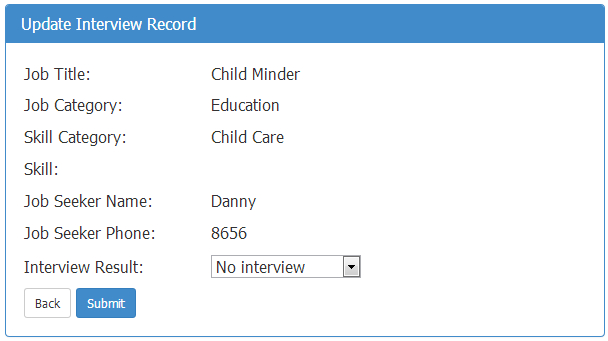 Update Interview Record
Job Title: Child Minder
Job Category: Education
Skill Category: Child Care
Skill:
Job Seeker Name: Danny
Job Seeker Phone: 8656
Interview Result: No interview
Back Submit